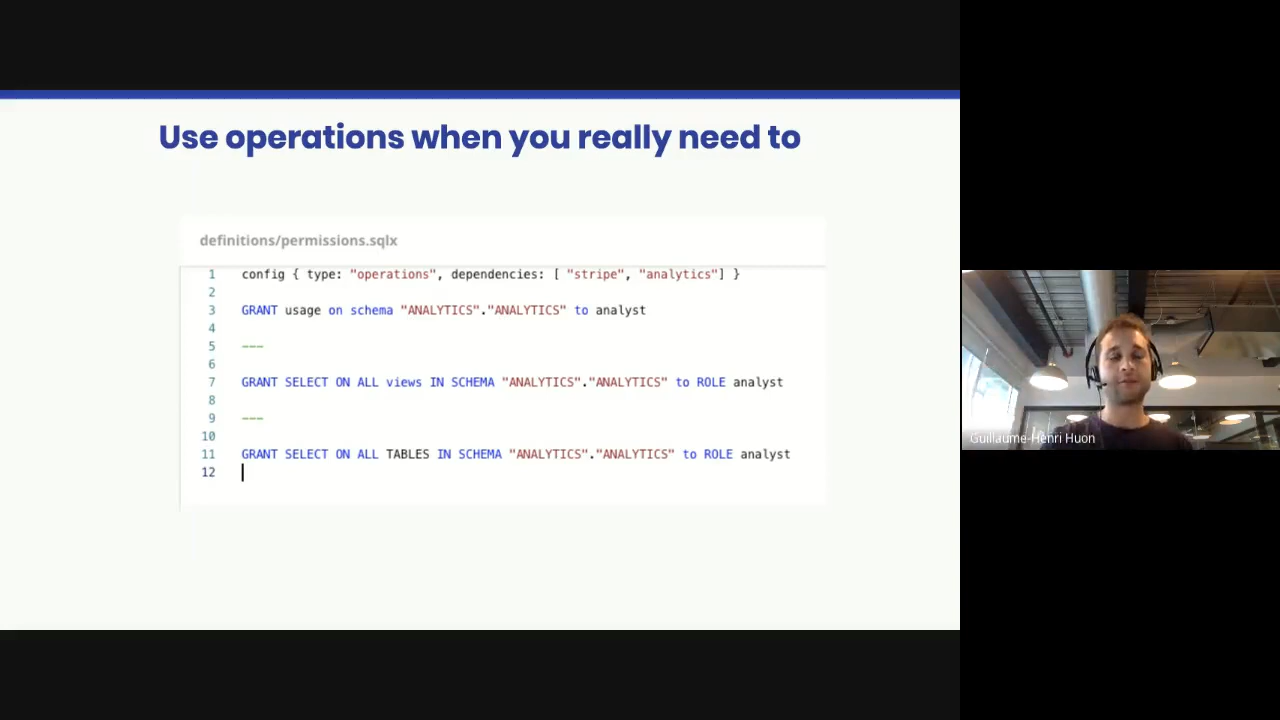 Use operations when you really need to
definitions/permissions.sqlx
1 config { type: "operations", dependencies: [ "stripe", "analytics"] }
2
3 GRANT usage on schema "ANALYTICS"."ANALYTICS" to analyst
4
5 ---
6
7 GRANT SELECT ON ALL views IN SCHEMA "ANALYTICS"."ANALYTICS" to ROLE analyst
8
9 ---
10
11 GRANT SELECT ON ALL TABLES IN SCHEMA "ANALYTICS"."ANALYTICS" to ROLE analyst
12
Guillaume-Henri Huon